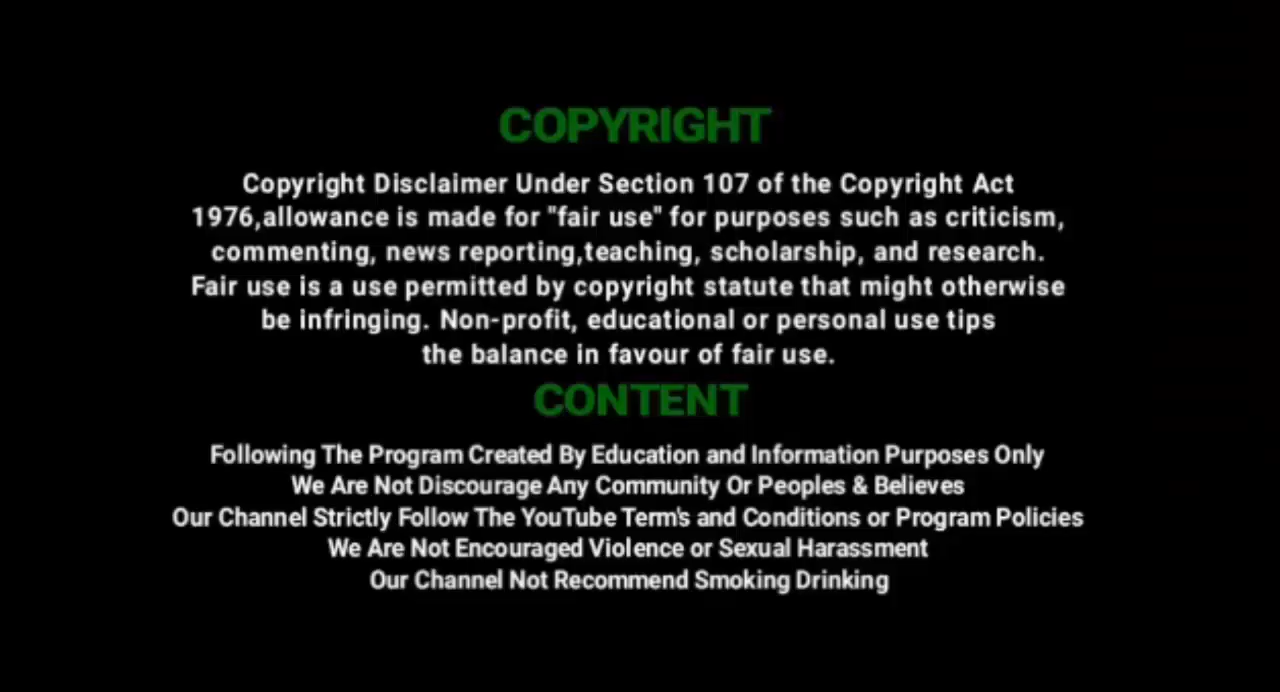 COPYRIGHT
Copyright Disclaimer Under Section 107 of the Copyright Act
1976,allowance is made for "fair use" for purposes such as criticism,
commenting, news reporting,teaching, scholarship, and research.
Fair use is a use permitted by copyright statute that might otherwise
be infringing. Non-profit, educational or personal use tips
the balance in favour of fair use.
CONTENT
Following The Program Created By Education and Information Purposes Only
We Are Not Discourage Any Community Or Peoples & Believes
Our Channel Strictly Follow The YouTube Term's and Conditions or Program Policies
We Are Not Encouraged Violence or Sexual Harassment
Our Channel Not Recommend Smoking Drinking